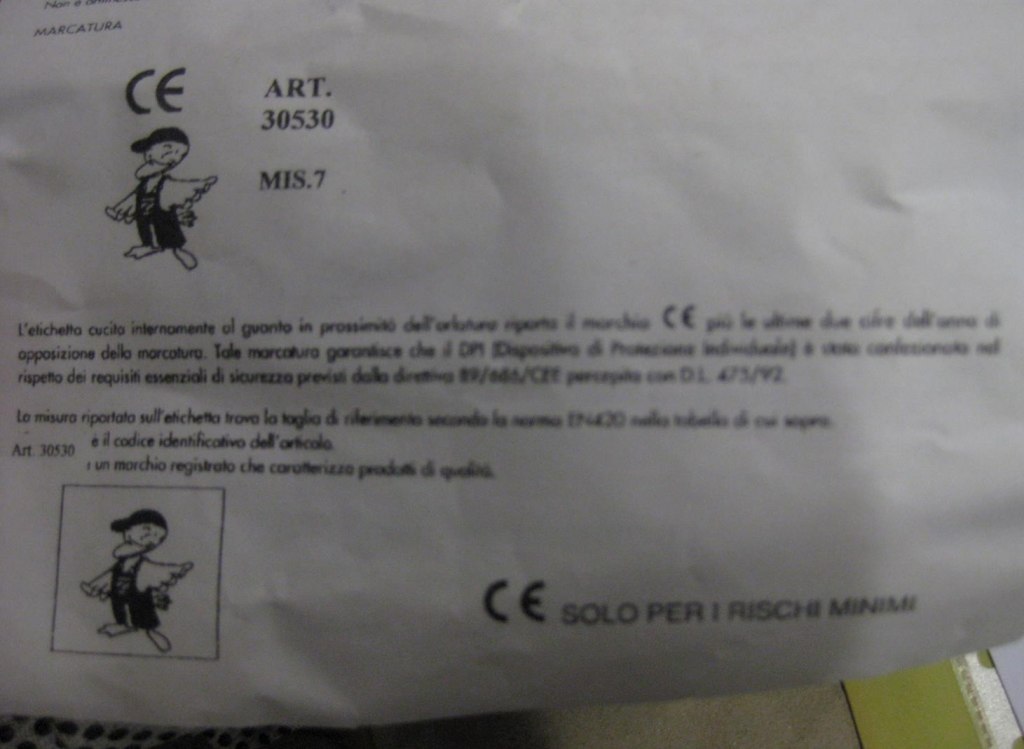 Non è
MARCATURA
CE ART.
30530
MIS.7
L'etichetta cucita internamente al guanto in prossimità dell'orlatura riporta il marchio CE più le ultime due cifre dell'anno di
apposizione della marcatura. Tale marcatura garantisce che il DPI (Dispositivo di Protezione Individuale) è stato confezionato nel
rispetto dei requisiti essenziali di sicurezza previsti dalla direttiva 89/686/CEE percepita con D.L. 475/92
La misura riportata sull'etichetta trova la taglia di riferimento secondo la norma EN420 nella tabella di cui sopra.
Art. 30530 è il codice identificativo dell'articolo.
un marchio registrato che caratterizza prodotti di qualità.
CE SOLO PER I RISCHI MINIMI